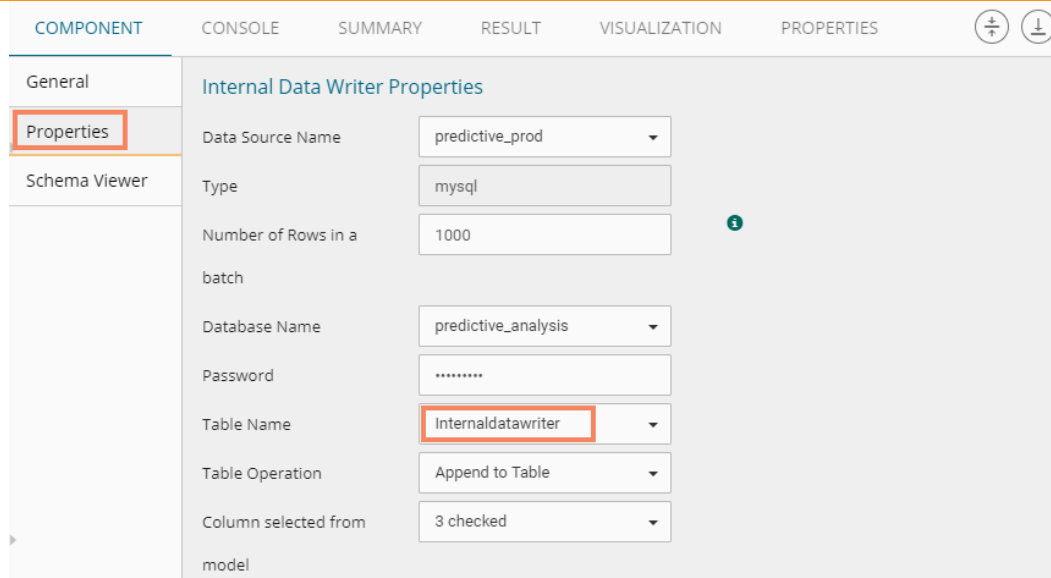 COMPONENT CONSOLE SUMMARY RESULT VISUALIZATION PROPERTIES
General
Properties
Schema Viewer
Internal Data Writer Properties
Data Source Name predictive_prod
Type mysql
Number of Rows in a 1000
batch
Database Name predictive_analysis
Password •••••••••
Table Name Internaldatawriter
Table Operation Append to Table
Column selected from 3 checked
model